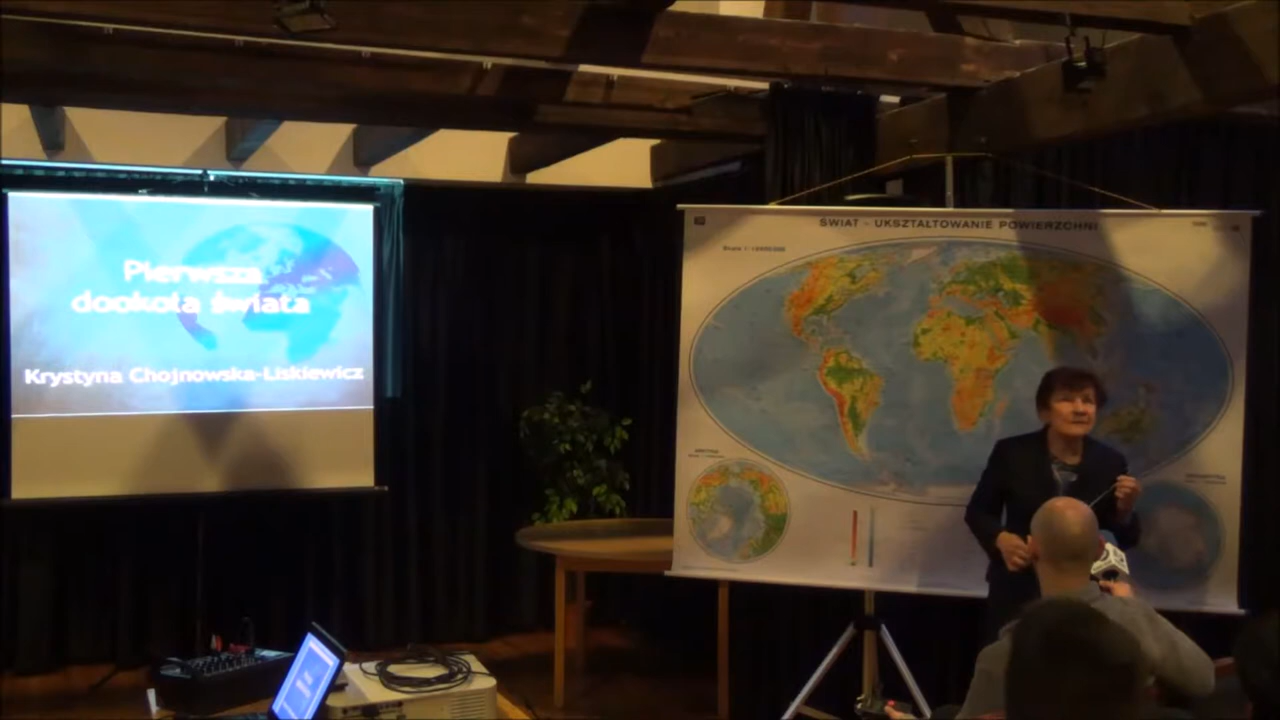 Pierwsza
dookoła świata
Krystyna Chojnowska-Liskiewicz
ŚWIAT - UKSZTAŁTOWANIE POWIERZCHNI